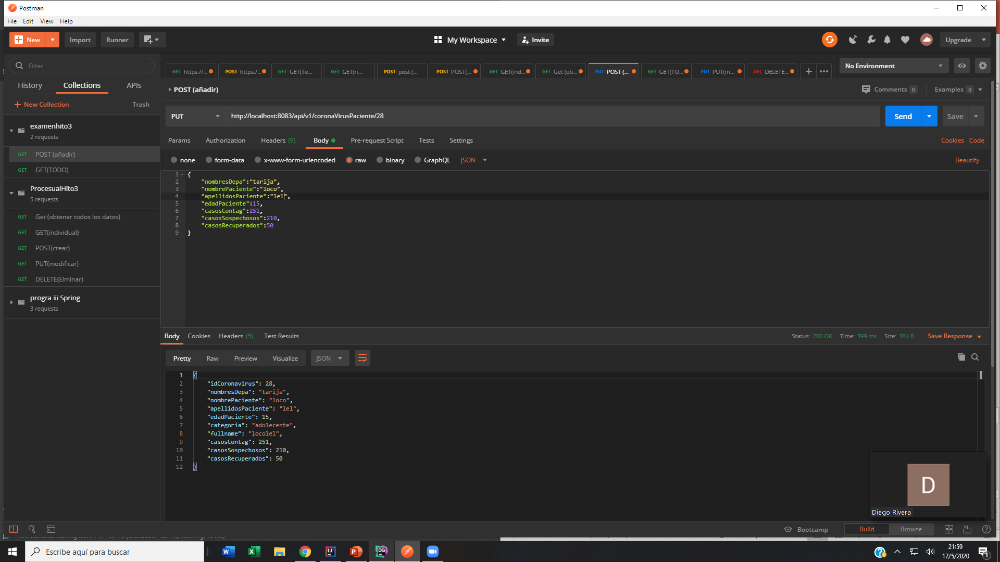 Postman
File Edit View Help
New Import Runner My Workspace Invite Upgrade
Filter
History Collections APIs
New Collection Trash
examenhito3
2 requests
GET POST (añadir)
GET GET(TODO)
ProcesualHito3
5 requests
GET Get (obtener todos los datos)
GET GET(individual)
GET POST(crear)
GET PUT(modificar)
GET DELETE(Elminar)
progra iii Spring
3 requests
GET https://... POST https:/... GET GET(Te... GET GET(n... POST post (... POST POST(... GET GET(ind... GET Get (ob... PUT POST (... GET GET(TO... PUT PUT(m... DEL DELETE... No Environment
POST (añadir) Comments 0 Examples 0
PUT http://localhost:8083/api/v1/coronaVirusPaciente/28 Send Save
Params Authorization Headers (9) Body Pre-request Script Tests Settings Cookies Code
none form-data x-www-form-urlencoded raw binary GraphQL JSON Beautify
1 {
2 "nombresDepa":"tarija",
3 "nombrePaciente":"loco",
4 "apellidosPaciente":"lel",
5 "edadPaciente":15,
6 "casosContag":251,
7 "casosSospechosos":210,
8 "casosRecuperados":50
9 }
Body Cookies Headers (5) Test Results Status: 200 OK Time: 399 ms Size: 384 B Save Response
Pretty Raw Preview Visualize JSON
1 {
2 "idCoronavirus": 28,
3 "nombresDepa": "tarija",
4 "nombrePaciente": "loco",
5 "apellidosPaciente": "lel",
6 "edadPaciente": 15,
7 "categoria": "adolecente",
8 "fullname": "locolel",
9 "casosContag": 251,
10 "casosSospechosos": 210,
11 "casosRecuperados": 50
12 }
D
Diego Rivera
Bootcamp Build Browse
Escribe aquí para buscar
21:59
17/5/2020
1